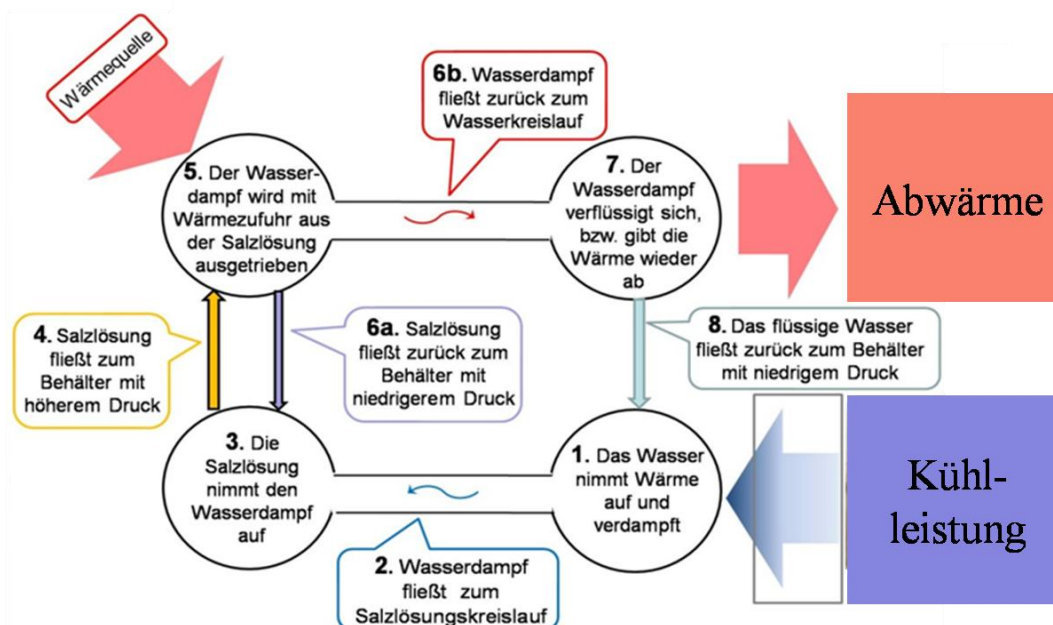 Wärmequelle
6b. Wasserdampf
fließt zurück zum
Wasserkreislauf
5. Der Wasser-
dampf wird mit
Wärmezufuhr aus
der Salzlösung
ausgetrieben
7. Der
Wasserdampf
verflüssigt sich,
bzw. gibt die
Wärme wieder
ab
Abwärme
4. Salzlösung
fließt zum
Behälter mit
höherem Druck
6a. Salzlösung
fließt zurück zum
Behälter mit
niedrigerem Druck
8. Das flüssige Wasser
fließt zurück zum Behälter
mit niedrigem Druck
3. Die
Salzlösung
nimmt den
Wasserdampf
auf
1. Das Wasser
nimmt Wärme
auf und
verdampft
Kühl-
leistung
2. Wasserdampf
fließt zum
Salzlösungskreislauf